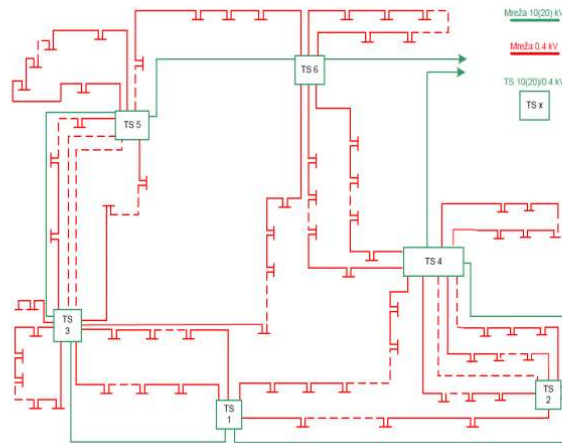 Mreža 10(20) kV
Mreža 0.4 kV
TS 10(20)/0.4 kV
TS x
TS 6
TS
5
TS 4
TS
3
TS
2
TS
1